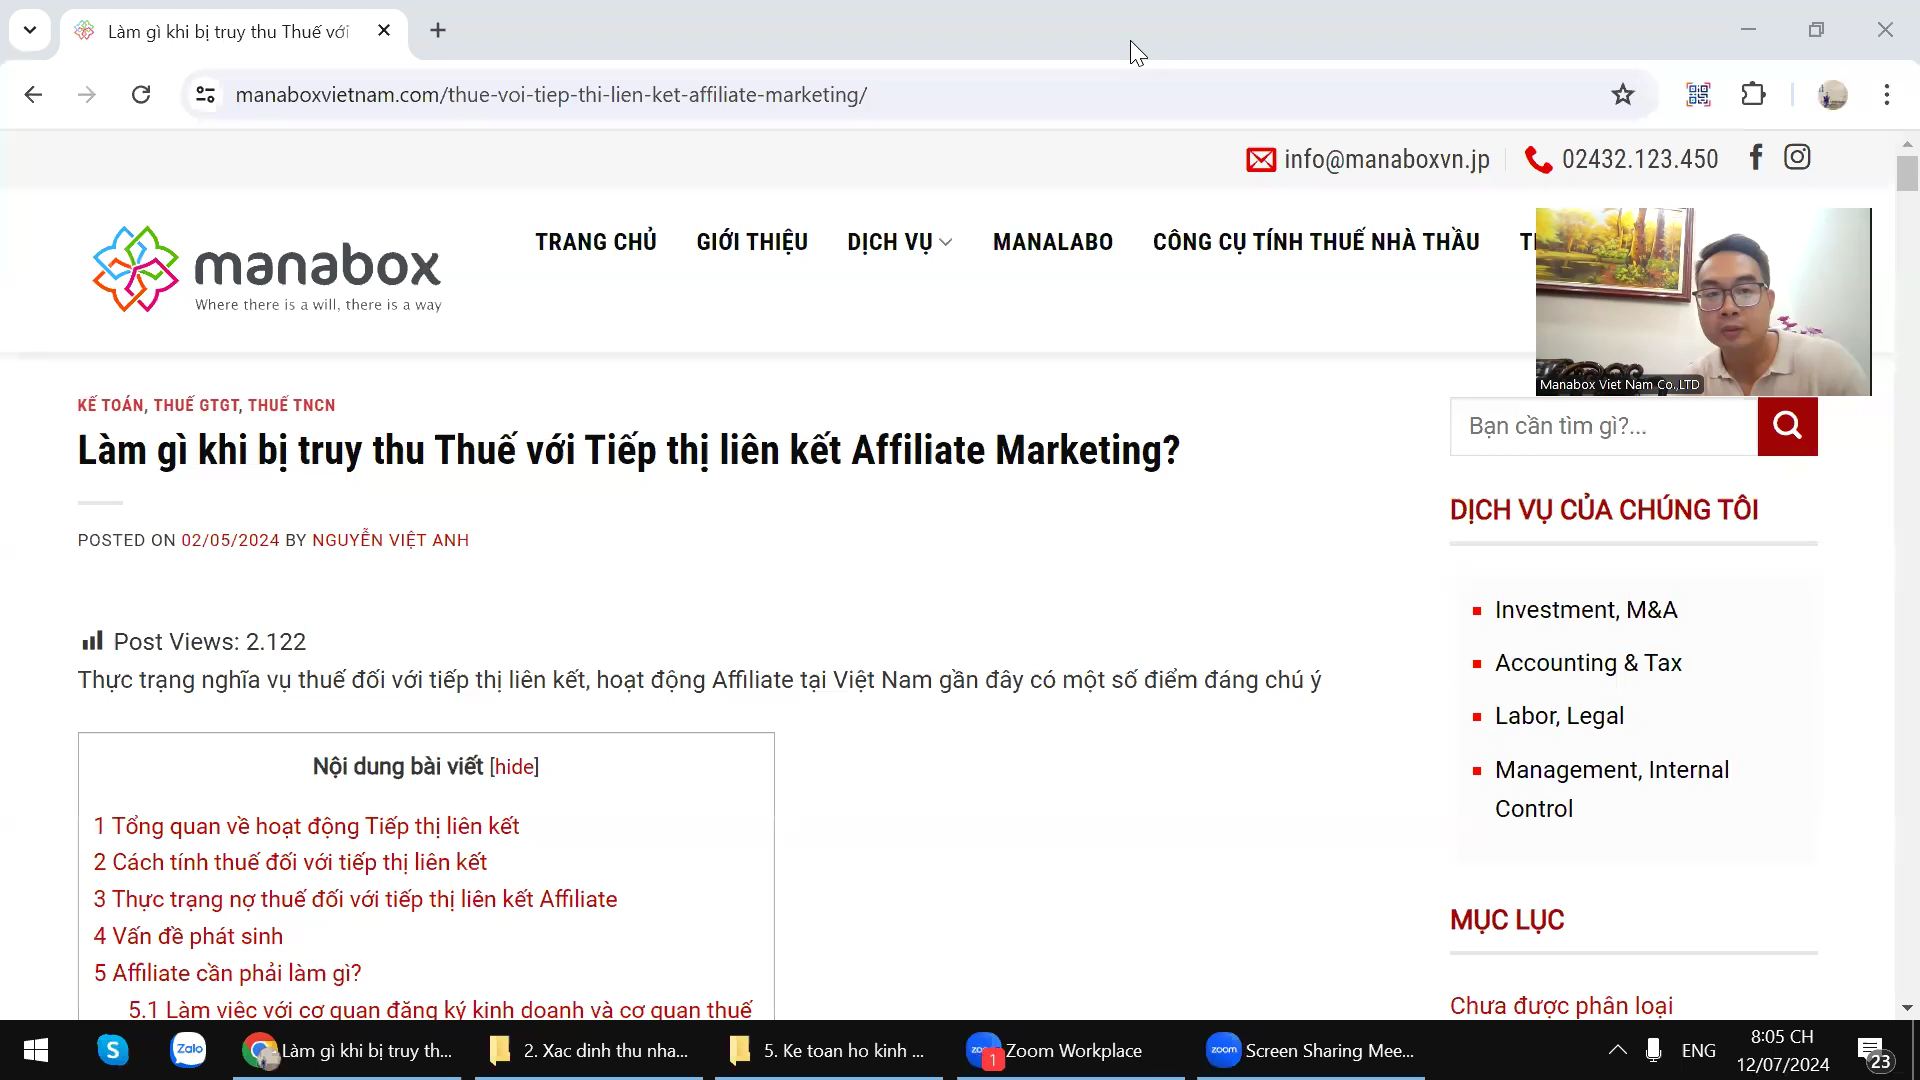 Làm gì khi bị truy thu Thuế với
manaboxvietnam.com/thue-voi-tiep-thi-lien-ket-affiliate-marketing/
info@manaboxvn.jp
02432.123.450
manabox
Where there is a will, there is a way
TRANG CHỦ
GIỚI THIỆU
DỊCH VỤ
MANALABO
CÔNG CỤ TÍNH THUẾ NHÀ THẦU
Manabox Viet Nam Co.,LTD
KẾ TOÁN, THUẾ GTGT, THUẾ TNCN
Làm gì khi bị truy thu Thuế với Tiếp thị liên kết Affiliate Marketing?
POSTED ON 02/05/2024 BY NGUYỄN VIỆT ANH
Post Views: 2.122
Thực trạng nghĩa vụ thuế đối với tiếp thị liên kết, hoạt động Affiliate tại Việt Nam gần đây có một số điểm đáng chú ý
Nội dung bài viết [hide]
1 Tổng quan về hoạt động Tiếp thị liên kết
2 Cách tính thuế đối với tiếp thị liên kết
3 Thực trạng nợ thuế đối với tiếp thị liên kết Affiliate
4 Vấn đề phát sinh
5 Affiliate cần phải làm gì?
5.1 Làm việc với cơ quan đăng ký kinh doanh và cơ quan thuế
Bạn cần tìm gì?...
DỊCH VỤ CỦA CHÚNG TÔI
Investment, M&A
Accounting & Tax
Labor, Legal
Management, Internal
Control
MỤC LỤC
Chưa được phân loại
Zalo
Làm gì khi bị truy th...
2. Xac dinh thu nha...
5. Ke toan ho kinh ...
1
Zoom Workplace
zoom
Screen Sharing Mee...
ENG
8:05 CH
12/07/2024
23